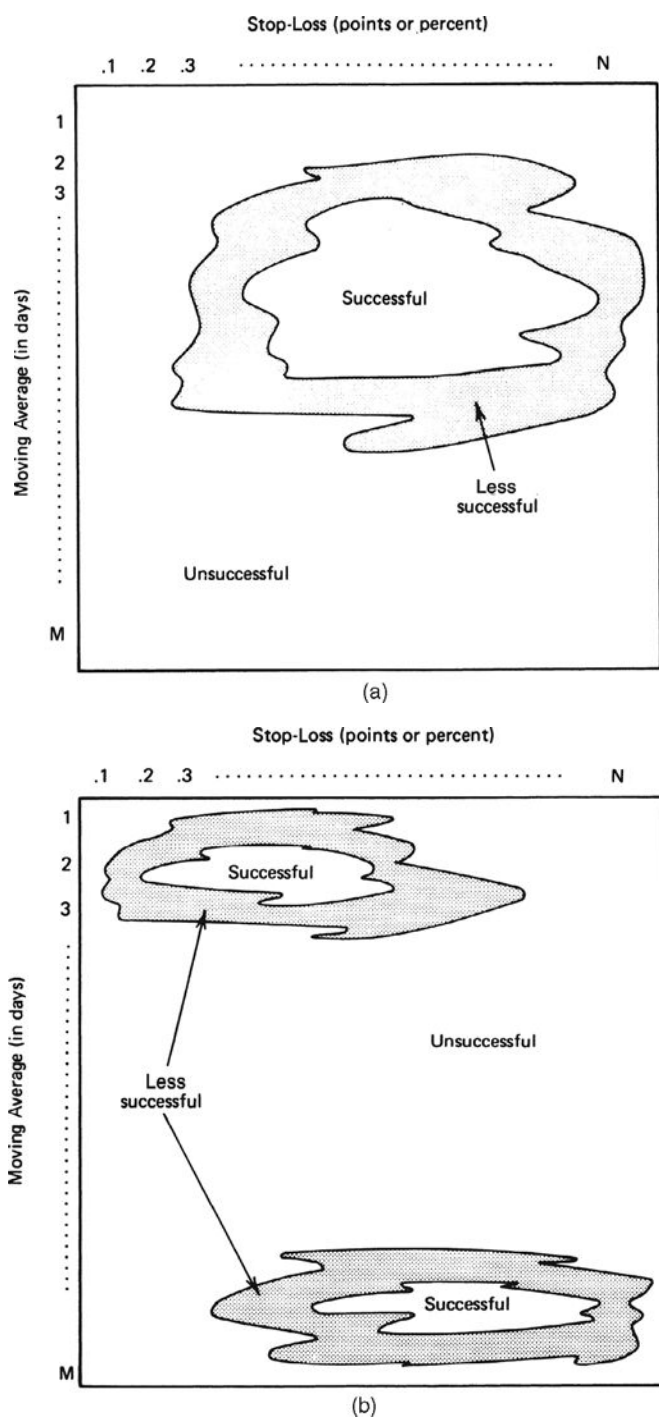 Stop-Loss (points or percent)
.1 .2 .3 .............................. N
1
2
3
Moving Average (in days)
Successful
Less
successful
Unsuccessful
M
(a)
Stop-Loss (points or percent)
.1 .2 .3 .............................. N
1
2
3
Successful
Moving Average (in days)
Unsuccessful
Less
successful
Successful
M
(b)